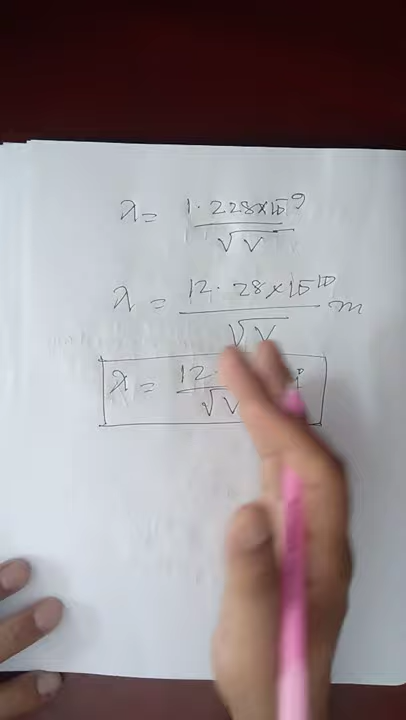 λ = 1.228×10⁻⁹ / √V
λ = 12.28×10⁻¹⁰ / √V m
λ = 12. / √V